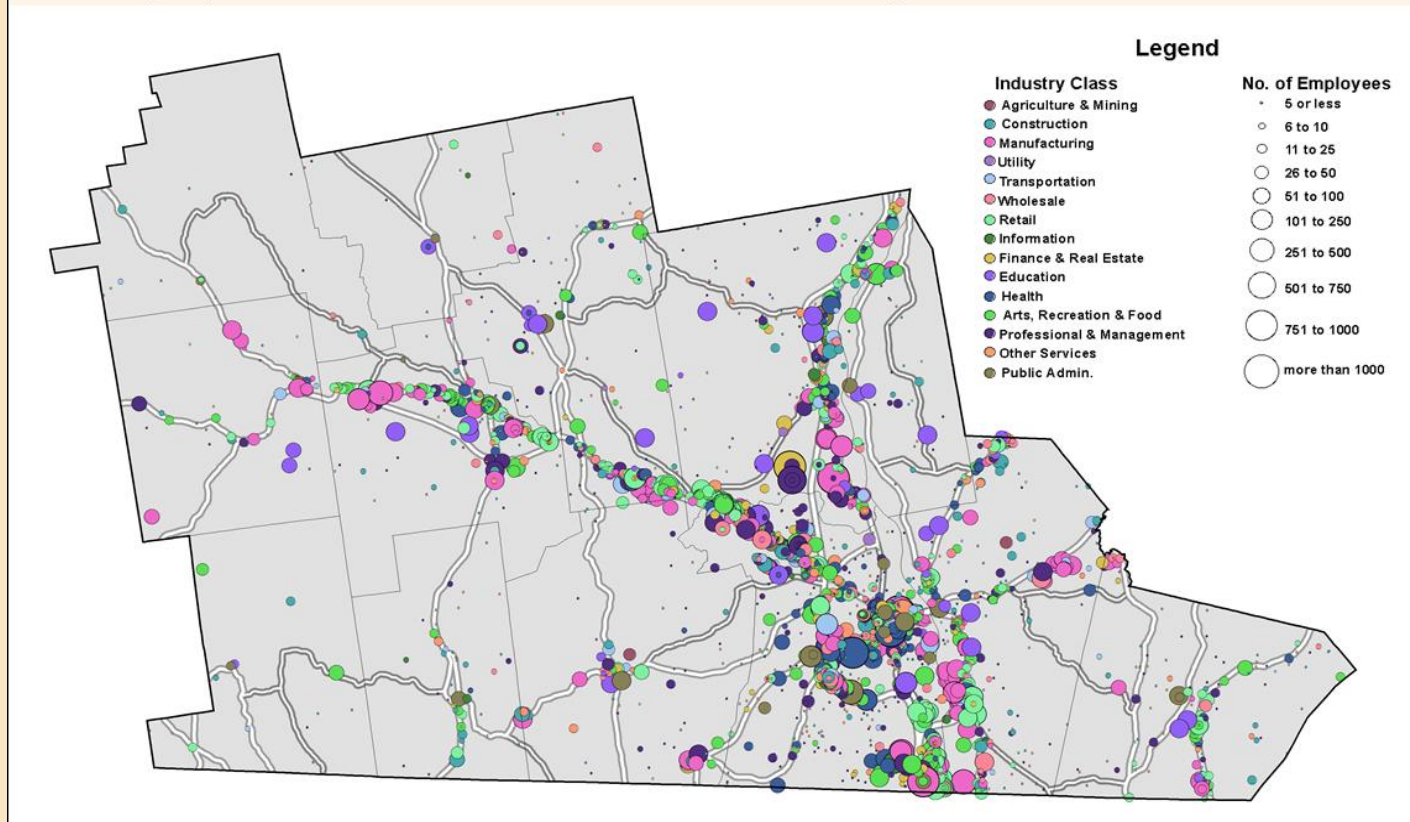 Legend
Industry Class
Agriculture & Mining
Construction
Manufacturing
Utility
Transportation
Wholesale
Retail
Information
Finance & Real Estate
Education
Health
Arts, Recreation & Food
Professional & Management
Other Services
Public Admin.
No. of Employees
5 or less
6 to 10
11 to 25
26 to 50
51 to 100
101 to 250
251 to 500
501 to 750
751 to 1000
more than 1000